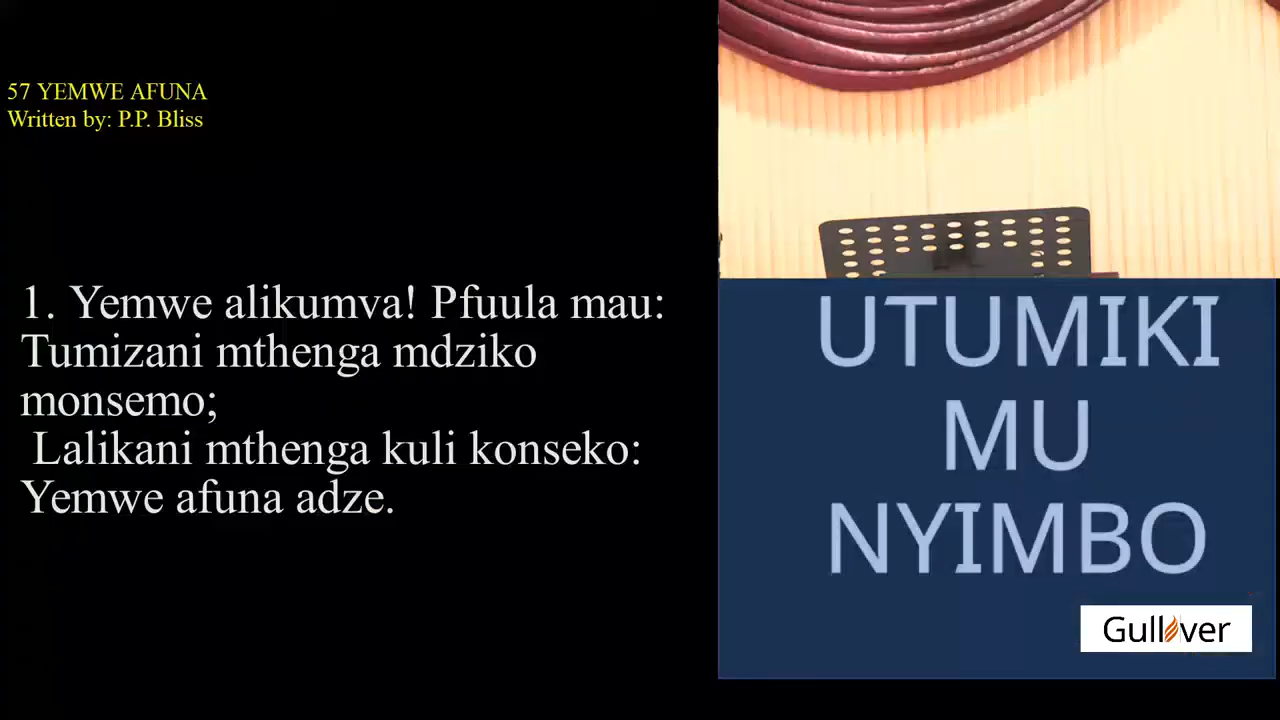 57 YEMWE AFUNA
Written by: P.P. Bliss
1. Yemwe alikumva! Pfuula mau:
Tumizani mthenga mdziko
monsemo;
Lalikani mthenga kuli konseko:
Yemwe afuna adze.
UTUMIKI
MU
NYIMBO
Gulliver